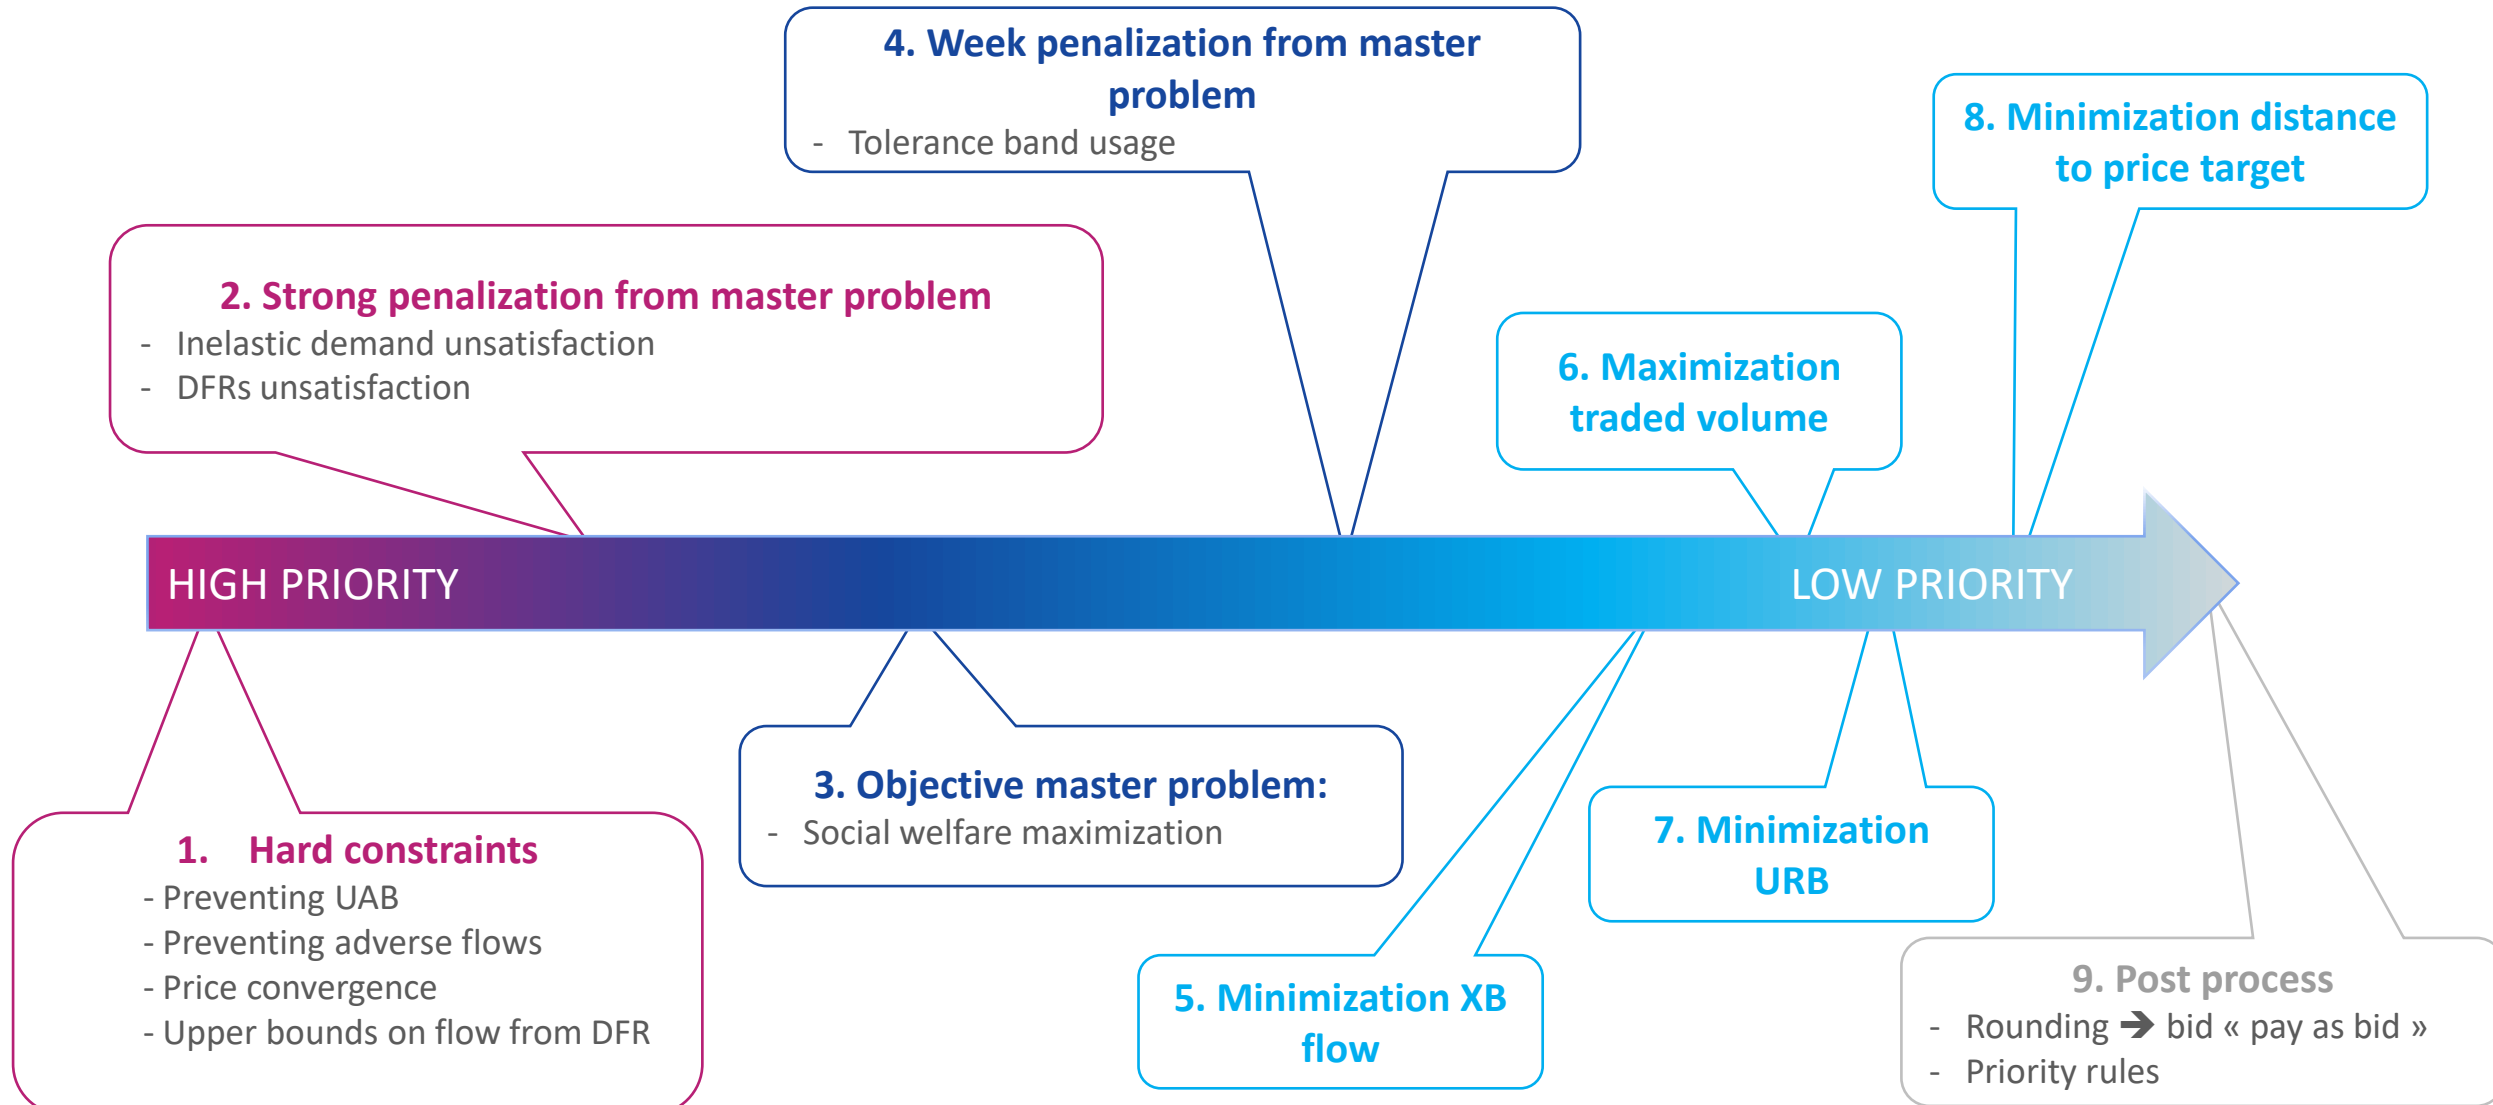 4. Week penalization from master
problem
- Tolerance band usage
8. Minimization distance
to price target
2. Strong penalization from master problem
- Inelastic demand unsatisfaction
- DFRs unsatisfaction
6. Maximization
traded volume
HIGH PRIORITY
LOW PRIORITY
1. Hard constraints
- Preventing UAB
- Preventing adverse flows
- Price convergence
- Upper bounds on flow from DFR
3. Objective master problem:
- Social welfare maximization
7. Minimization
URB
5. Minimization XB
flow
9. Post process
- Rounding ➔ bid « pay as bid »
- Priority rules